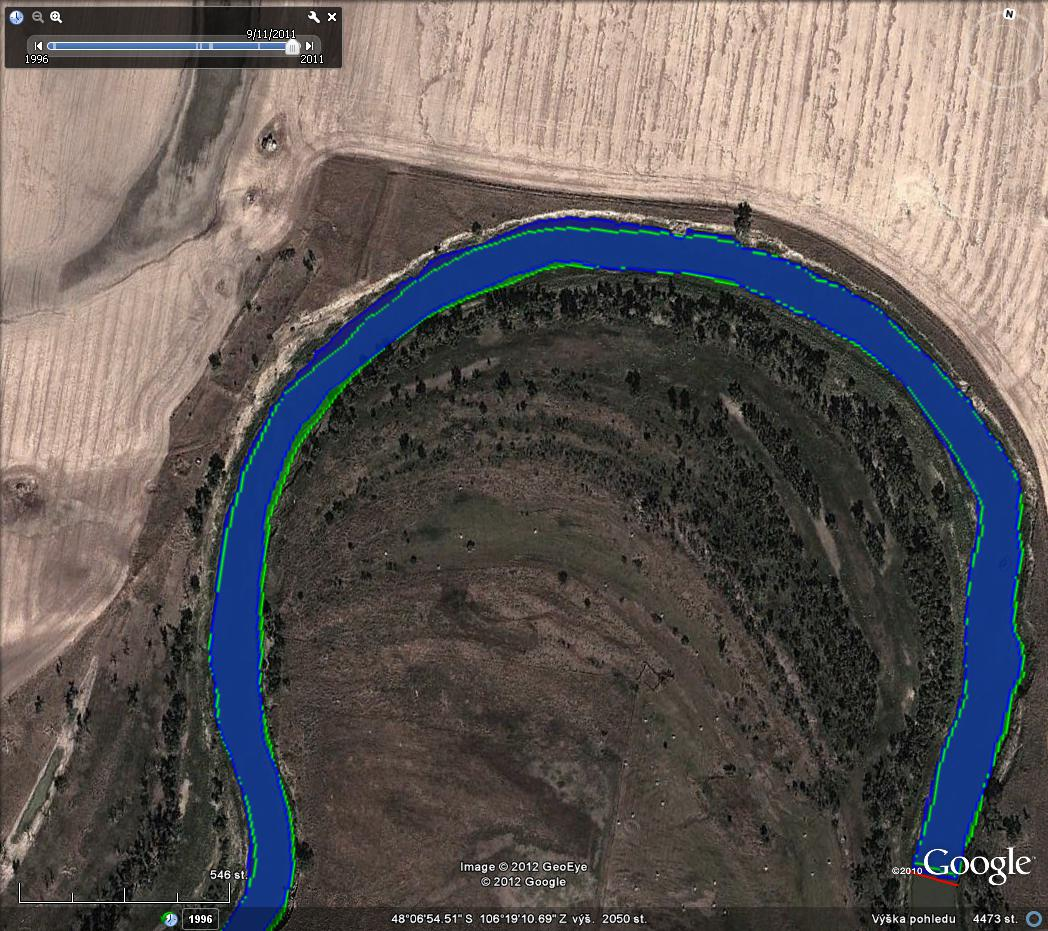 9/11/2011
1996
2011
N
546 st.
Image © 2012 GeoEye
© 2012 Google
©2010 Google
1996
48°06'54.51" S 106°19'10.69" Z výš. 2050 st.
Výška pohledu 4473 st.